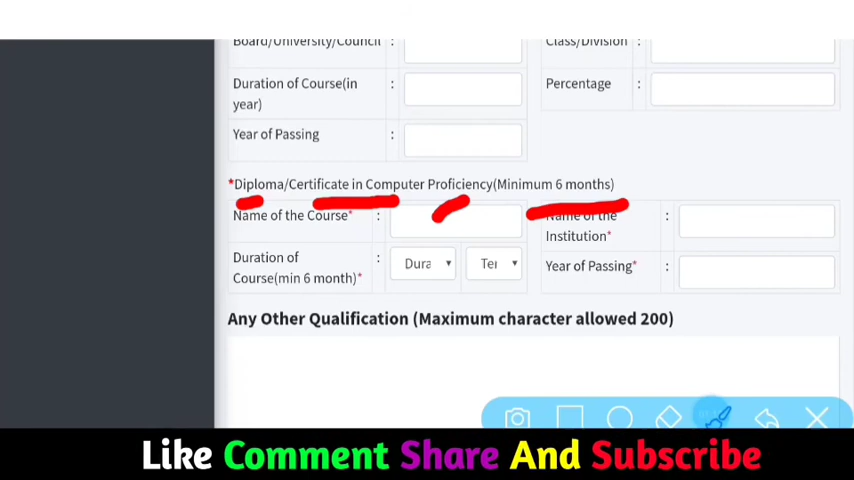 Board/University/Council : Class/Division :
Duration of Course(in : Percentage :
year)
Year of Passing :
*Diploma/Certificate in Computer Proficiency(Minimum 6 months)
Name of the Course* : Name of the :
Institution*
Duration of : Dura ▾ Ter ▾ Year of Passing* :
Course(min 6 month)*
Any Other Qualification (Maximum character allowed 200)
Like Comment Share And Subscribe